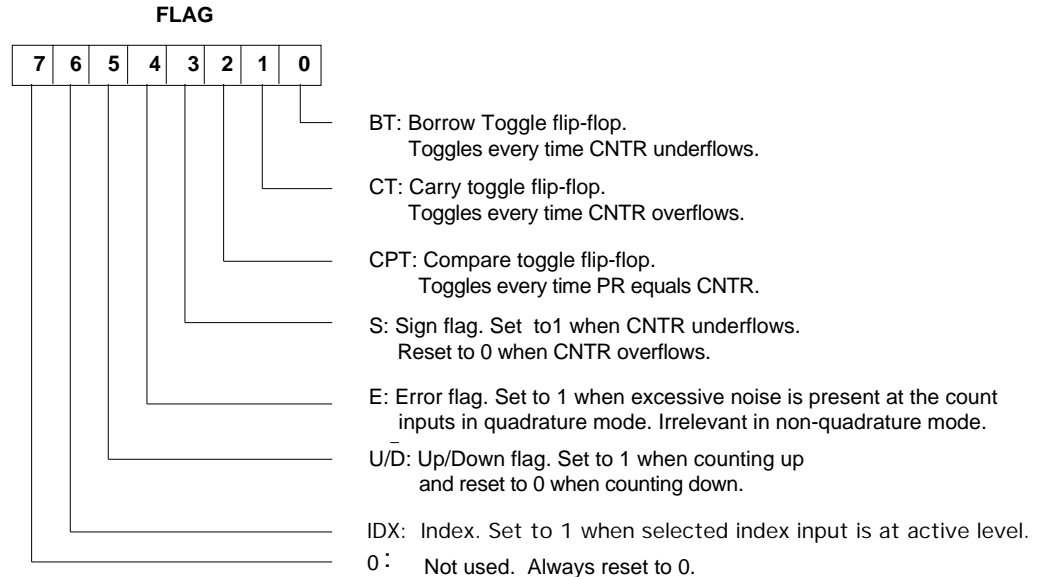 FLAG
7 6 5 4 3 2 1 0
BT: Borrow Toggle flip-flop.
Toggles every time CNTR underflows.
CT: Carry toggle flip-flop.
Toggles every time CNTR overflows.
CPT: Compare toggle flip-flop.
Toggles every time PR equals CNTR.
S: Sign flag. Set to1 when CNTR underflows.
Reset to 0 when CNTR overflows.
E: Error flag. Set to 1 when excessive noise is present at the count
inputs in quadrature mode. Irrelevant in non-quadrature mode.
U/D̅: Up/Down flag. Set to 1 when counting up
and reset to 0 when counting down.
IDX: Index. Set to 1 when selected index input is at active level.
0: Not used. Always reset to 0.